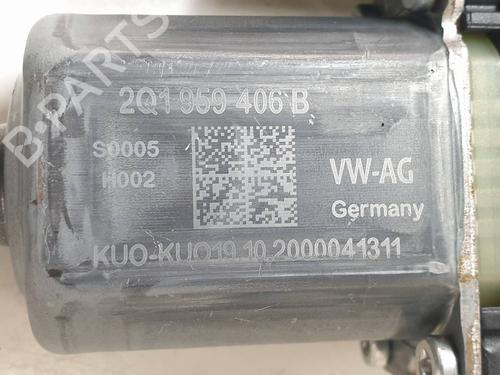 2Q1 959 406 B
S0005
H002
VW-AG
Germany
KUO-KUO19.10.2000041311
B-PARTS